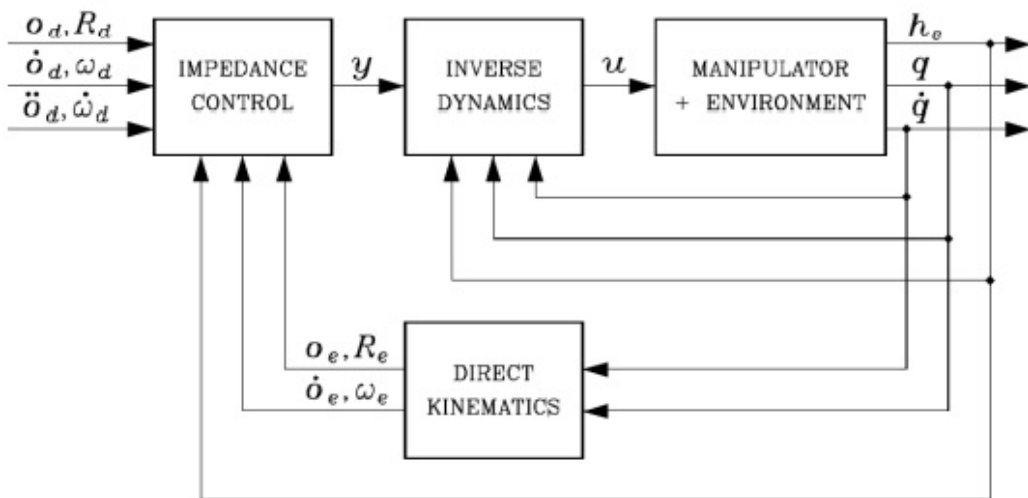 o_d, R_d
ȯ_d, ω_d
ö_d, ω̇_d
IMPEDANCE
CONTROL
y
INVERSE
DYNAMICS
u
MANIPULATOR
+ ENVIRONMENT
h_e
q
q̇
o_e, R_e
ȯ_e, ω_e
DIRECT
KINEMATICS